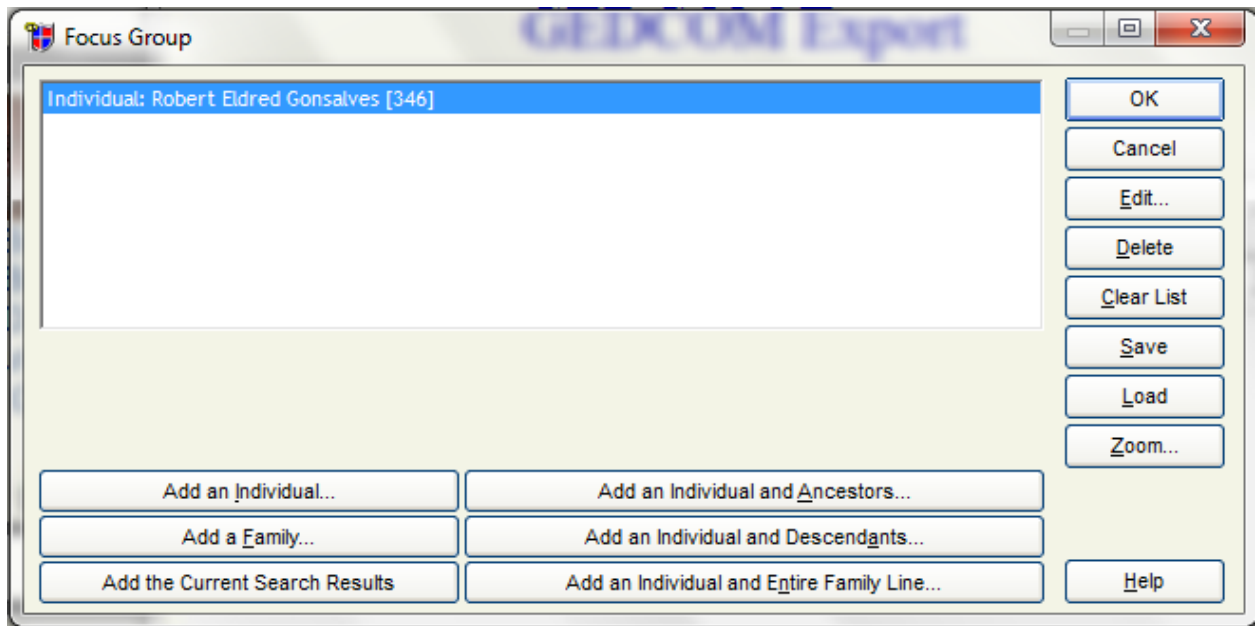 GEDCOM Export
Focus Group
Individual: Robert Eldred Gonsalves [346]
OK
Cancel
Edit...
Delete
Clear List
Save
Load
Zoom...
Add an Individual...
Add an Individual and Ancestors...
Add a Family...
Add an Individual and Descendants...
Add the Current Search Results
Add an Individual and Entire Family Line...
Help